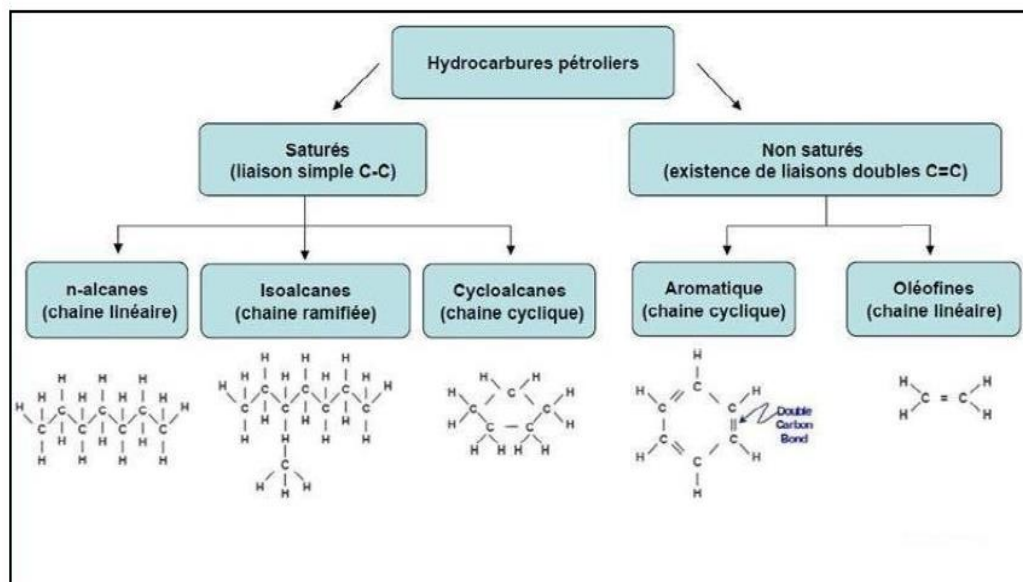 Hydrocarbures pétroliers
Saturés
(liaison simple C-C)
Non saturés
(existence de liaisons doubles C=C)
n-alcanes
(chaine linéaire)
Isoalcanes
(chaine ramifiée)
Cycloalcanes
(chaine cyclique)
Aromatique
(chaine cyclique)
Oléofines
(chaine linéaire)
Double
Carbon
Bond